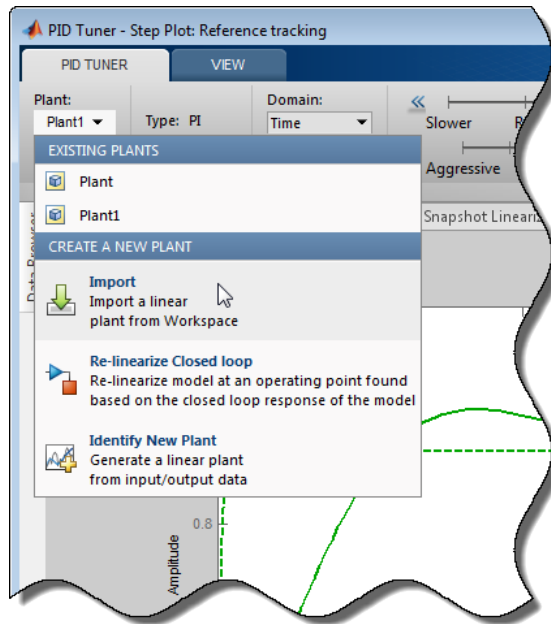 PID Tuner - Step Plot: Reference tracking
PID TUNER VIEW
Plant: Domain:
Plant1 Type: PI Time
Slower
Aggressive
EXISTING PLANTS
Plant
Plant1
Snapshot
CREATE A NEW PLANT
Data Browser
Import
Import a linear
plant from Workspace
Re-linearize Closed loop
Re-linearize model at an operating point found
based on the closed loop response of the model
Identify New Plant
Generate a linear plant
from input/output data
0.8
Amplitude